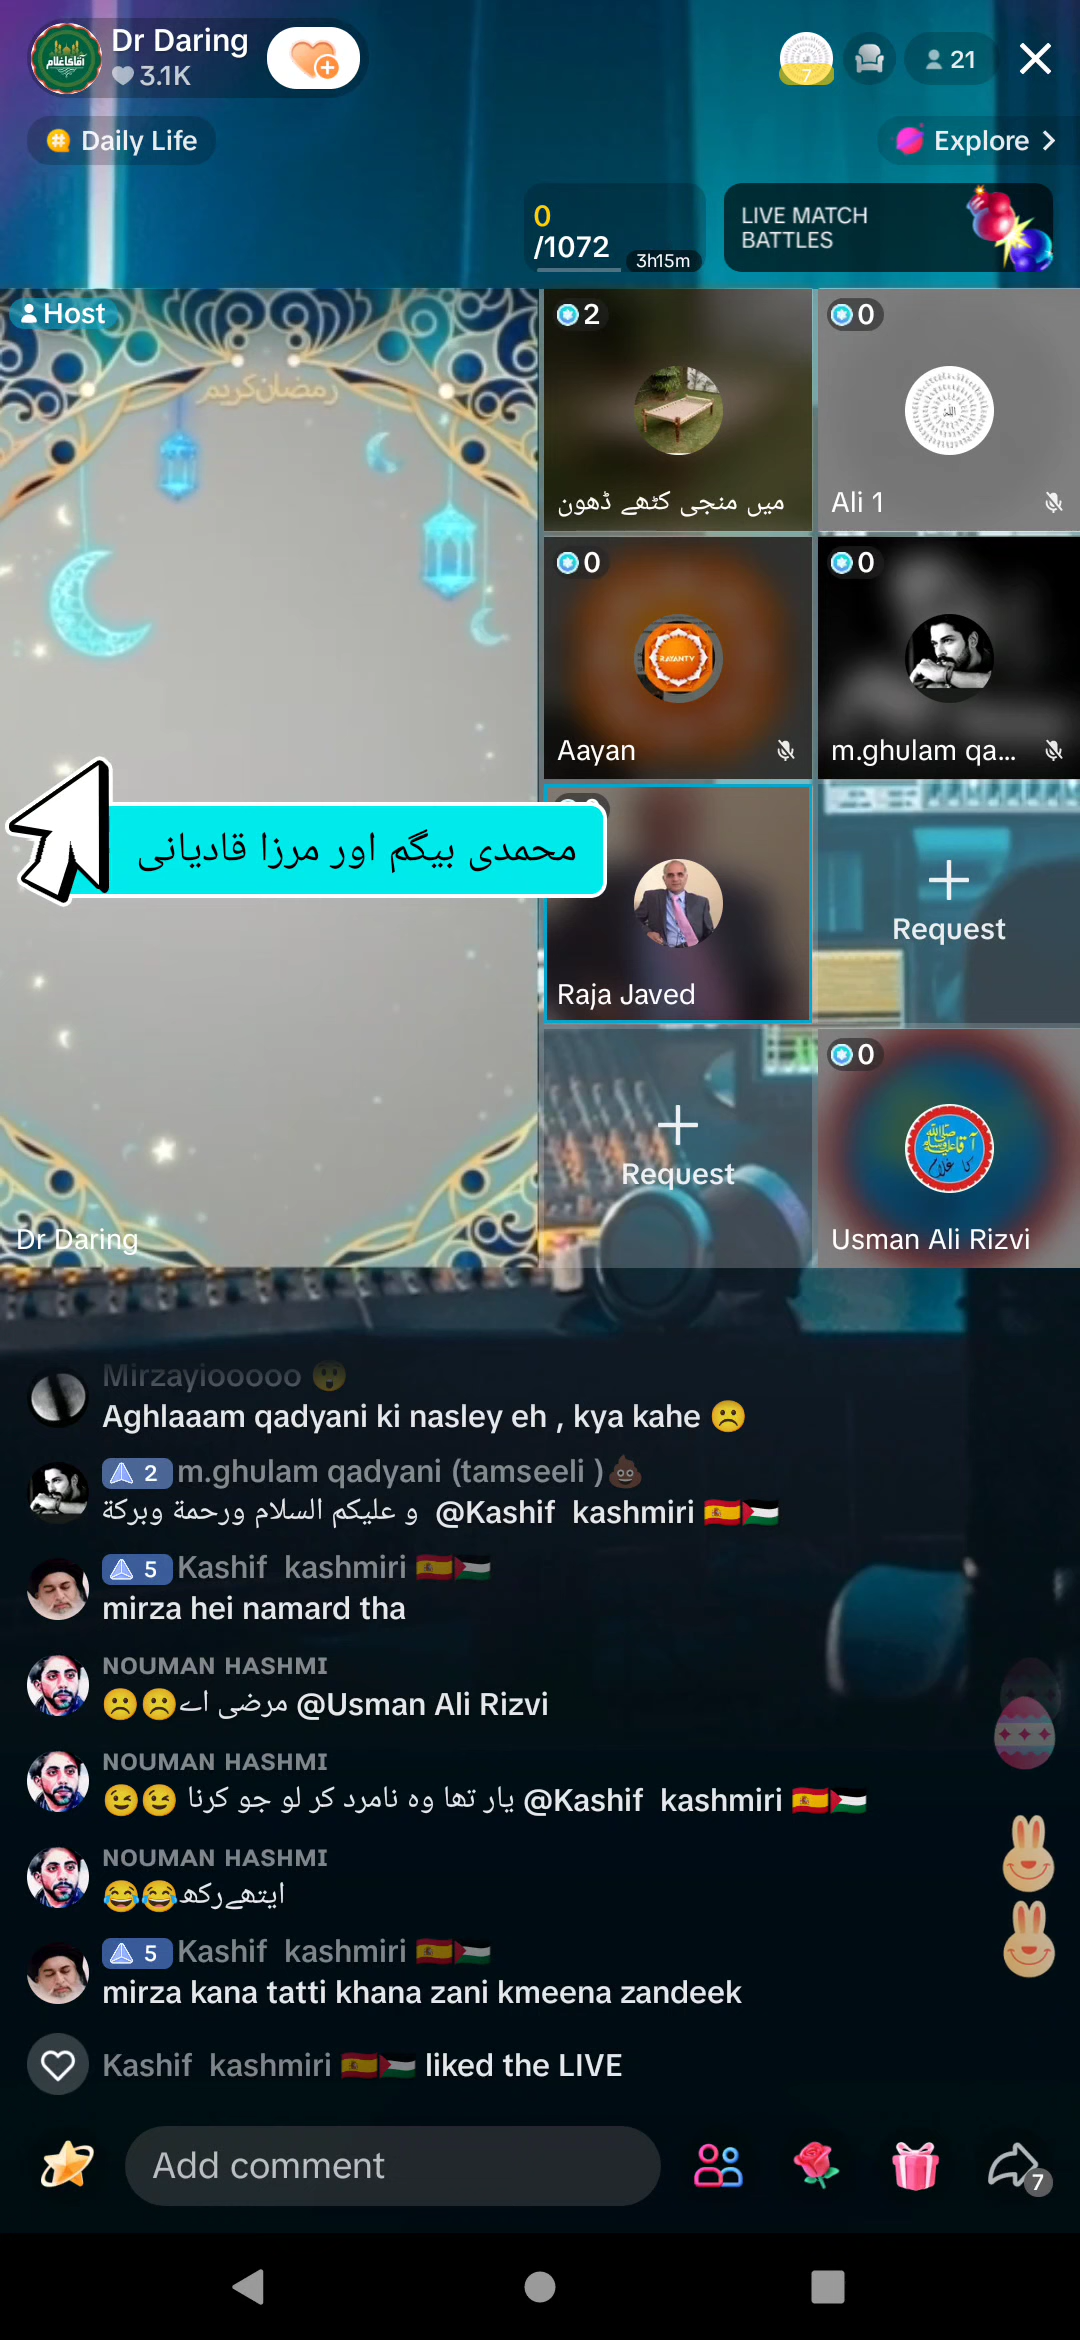 Dr Daring
3.1K
7
21
Daily Life
Explore
0
/1072
3h15m
LIVE MATCH
BATTLES
Host
رمضان كريم
2
میں منجی کٹھے ڈھون
0
Ali 1
0
RAYANTV
Aayan
0
m.ghulam qa...
محمدی بیگم اور مرزا قادیانی
Raja Javed
Request
Request
0
Usman Ali Rizvi
Dr Daring
Mirzayiooooo 😲
Aghlaaam qadyani ki nasley eh , kya kahe ☹️
2 m.ghulam qadyani (tamseeli )💩
و علیکم السلام ورحمة وبركة @Kashif kashmiri 🇪🇸🇵🇸
5 Kashif kashmiri 🇪🇸🇵🇸
mirza hei namard tha
NOUMAN HASHMI
☹️☹️مرضی اے @Usman Ali Rizvi
NOUMAN HASHMI
😉😉 یار تھا وہ نامرد کر لو جو کرنا @Kashif kashmiri 🇪🇸🇵🇸
NOUMAN HASHMI
😂😂ایتھےرکھ
5 Kashif kashmiri 🇪🇸🇵🇸
mirza kana tatti khana zani kmeena zandeek
Kashif kashmiri 🇪🇸🇵🇸 liked the LIVE
Add comment
7